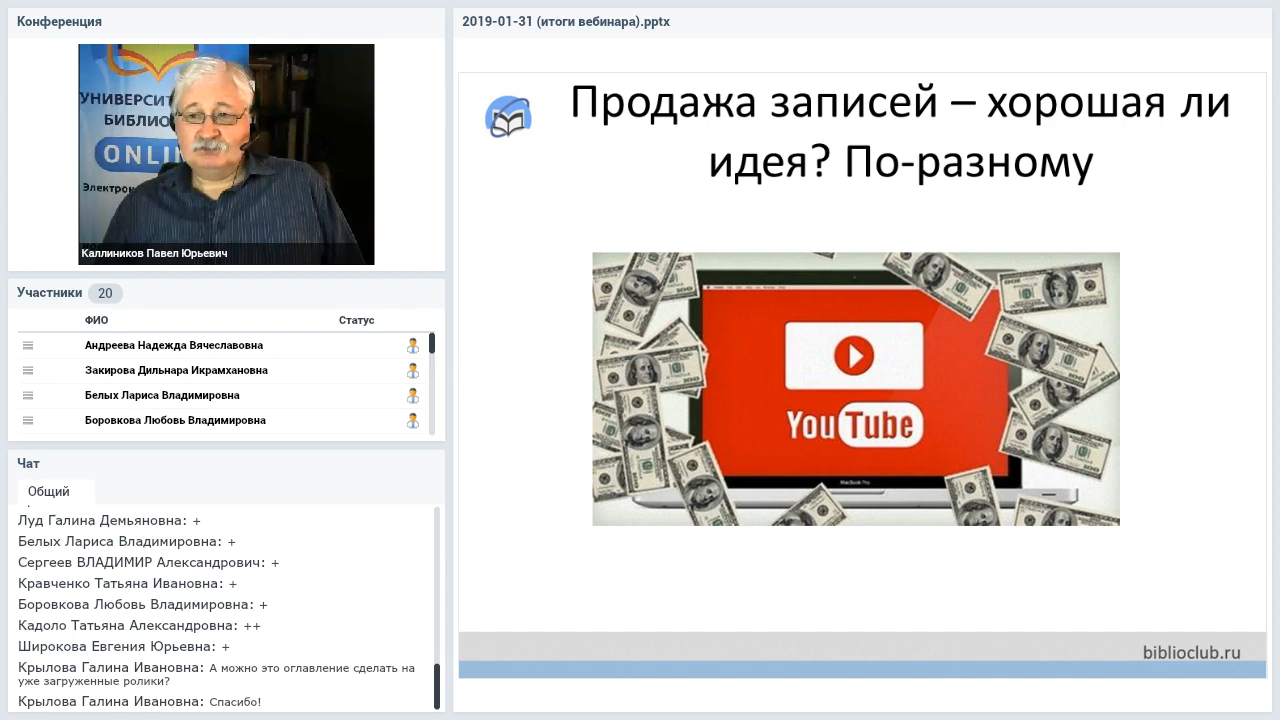 Конференция
УНИВЕРСИТ
БИБЛИО
ONLI
Электрон
Каллиников Павел Юрьевич
Участники 20
ФИО Статус
Андреева Надежда Вячеславовна
Закирова Дильнара Икрамхановна
Белых Лариса Владимировна
Боровкова Любовь Владимировна
Чат
Общий
Луд Галина Демьяновна: +
Белых Лариса Владимировна: +
Сергеев ВЛАДИМИР Александрович: +
Кравченко Татьяна Ивановна: +
Боровкова Любовь Владимировна: +
Кадоло Татьяна Александровна: ++
Широкова Евгения Юрьевна: +
Крылова Галина Ивановна: А можно это оглавление сделать на
уже загруженные ролики?
Крылова Галина Ивановна: Спасибо!
2019-01-31 (итоги вебинара).pptx
Продажа записей – хорошая ли
идея? По-разному
YouTube
MacBook Pro
biblioclub.ru